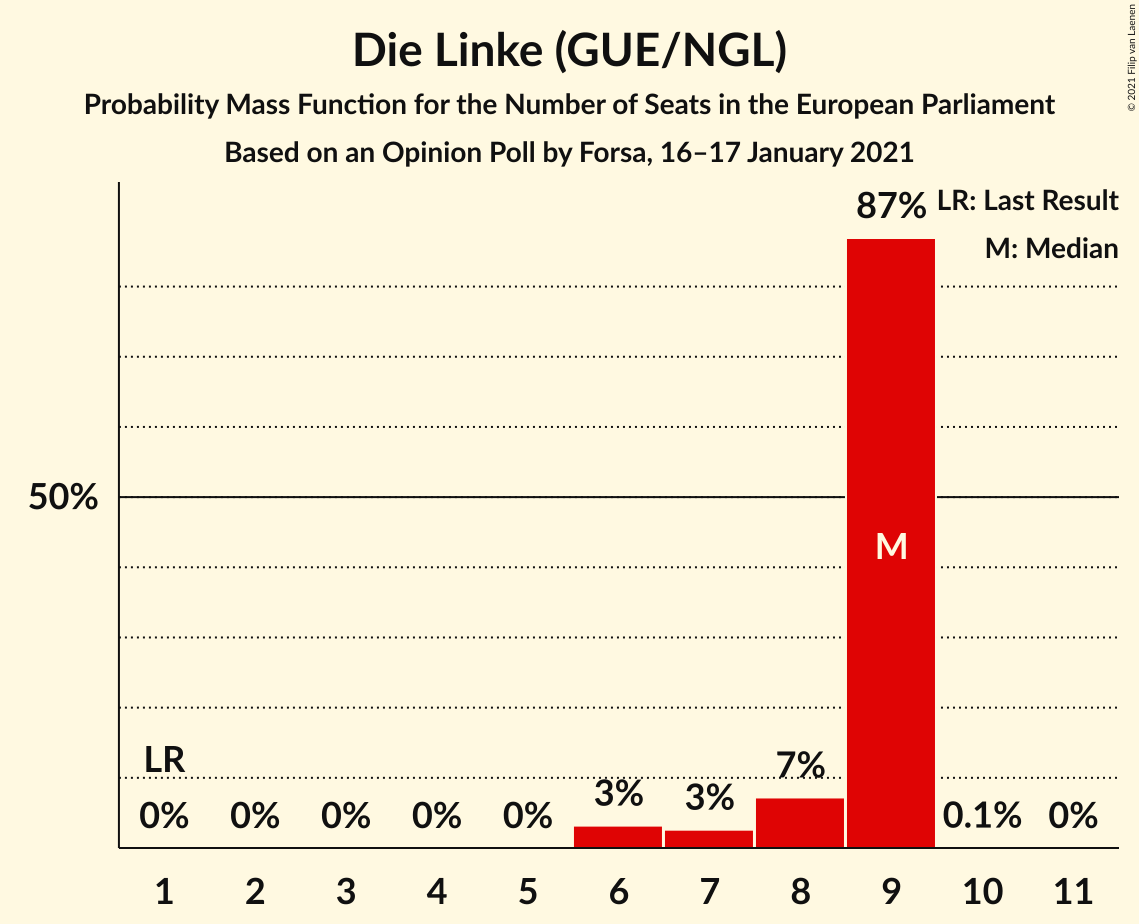 Die Linke (GUE/NGL)
Probability Mass Function for the Number of Seats in the European Parliament
Based on an Opinion Poll by Forsa, 16–17 January 2021
© 2021 Filip van Laenen
87%
LR: Last Result
M: Median
50%
M
LR
0%
0%
0%
0%
0%
3%
3%
7%
0.1%
0%
1
2
3
4
5
6
7
8
9
10
11